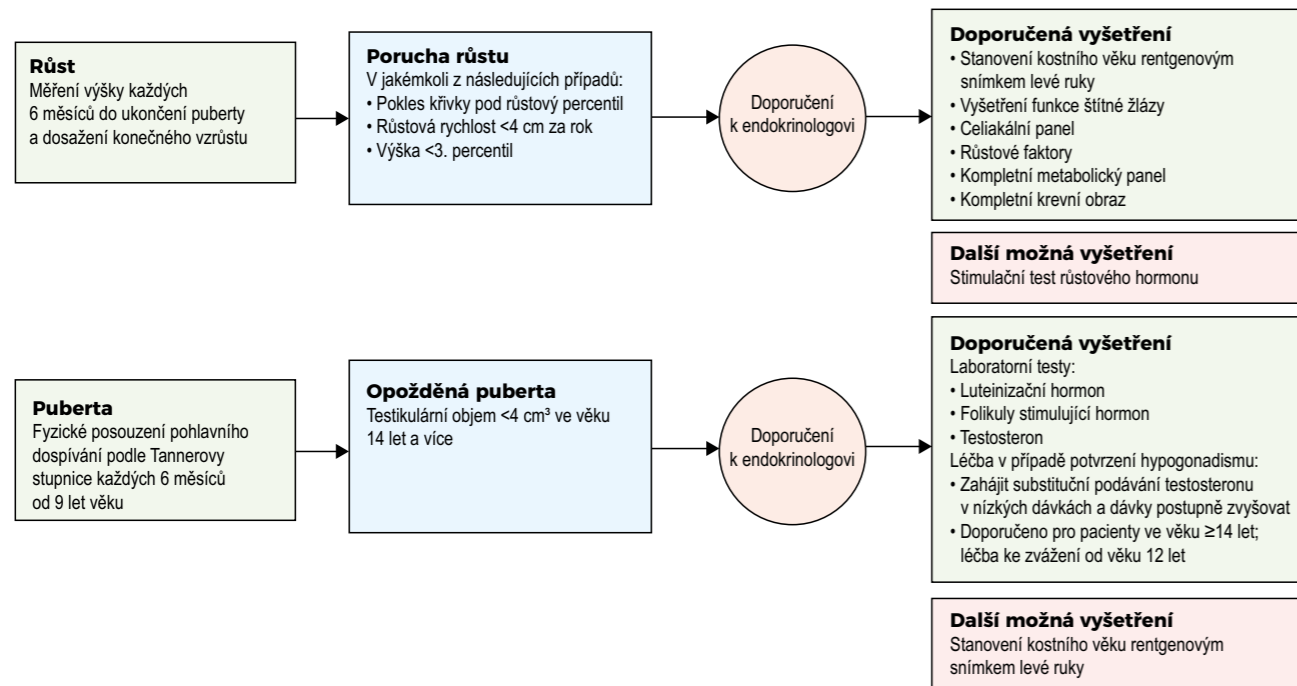 Růst
Měření výšky každých
6 měsíců do ukončení puberty
a dosažení konečného vzrůstu
Porucha růstu
V jakémkoli z následujících případů:
• Pokles křivky pod růstový percentil
• Růstová rychlost <4 cm za rok
• Výška <3. percentil
Doporučení
k endokrinologovi
Doporučená vyšetření
• Stanovení kostního věku rentgenovým
snímkem levé ruky
• Vyšetření funkce štítné žlázy
• Celiakální panel
• Růstové faktory
• Kompletní metabolický panel
• Kompletní krevní obraz
Další možná vyšetření
Stimulační test růstového hormonu
Puberta
Fyzické posouzení pohlavního
dospívání podle Tannerovy
stupnice každých 6 měsíců
od 9 let věku
Opožděná puberta
Testikulární objem <4 cm³ ve věku
14 let a více
Doporučení
k endokrinologovi
Doporučená vyšetření
Laboratorní testy:
• Luteinizační hormon
• Folikuly stimulující hormon
• Testosteron
Léčba v případě potvrzení hypogonadismu:
• Zahájit substituční podávání testosteronu
v nízkých dávkách a dávky postupně zvyšovat
• Doporučeno pro pacienty ve věku ≥14 let;
léčba ke zvážení od věku 12 let
Další možná vyšetření
Stanovení kostního věku rentgenovým
snímkem levé ruky